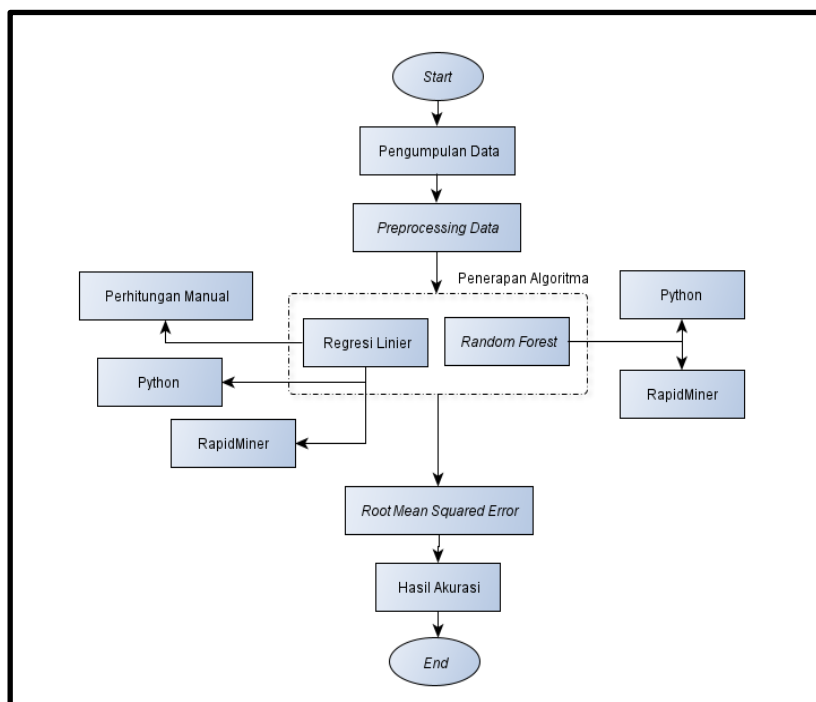 Start
Pengumpulan Data
Preprocessing Data
Penerapan Algoritma
Perhitungan Manual
Python
Regresi Linier
Random Forest
Python
RapidMiner
RapidMiner
Root Mean Squared Error
Hasil Akurasi
End